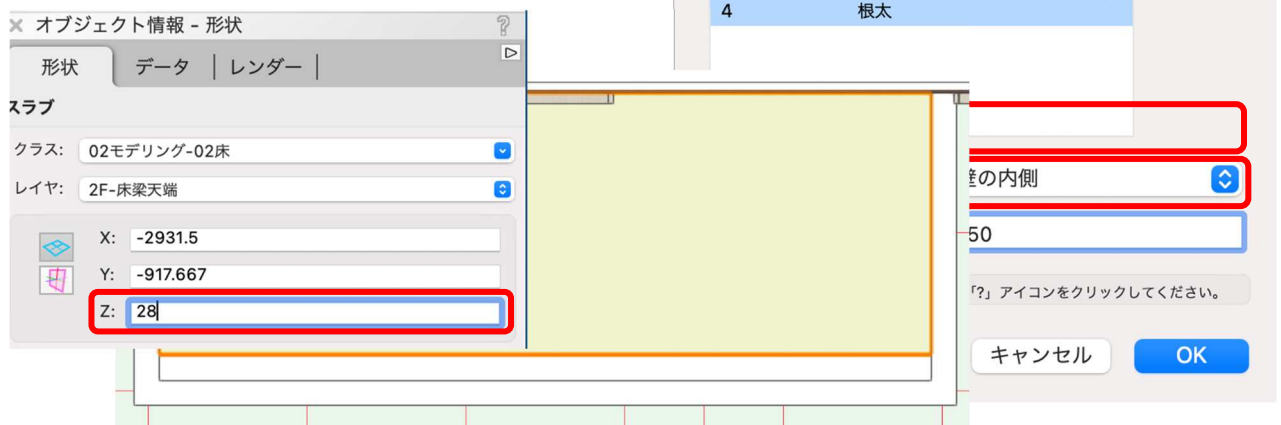 オブジェクト情報 - 形状
形状 データ レンダー
スラブ
クラス: 02モデリング-02床
レイヤ: 2F-床梁天端
X: -2931.5
Y: -917.667
Z: 28
4 根太
壁の内側
50
「?」アイコンをクリックしてください。
キャンセル OK